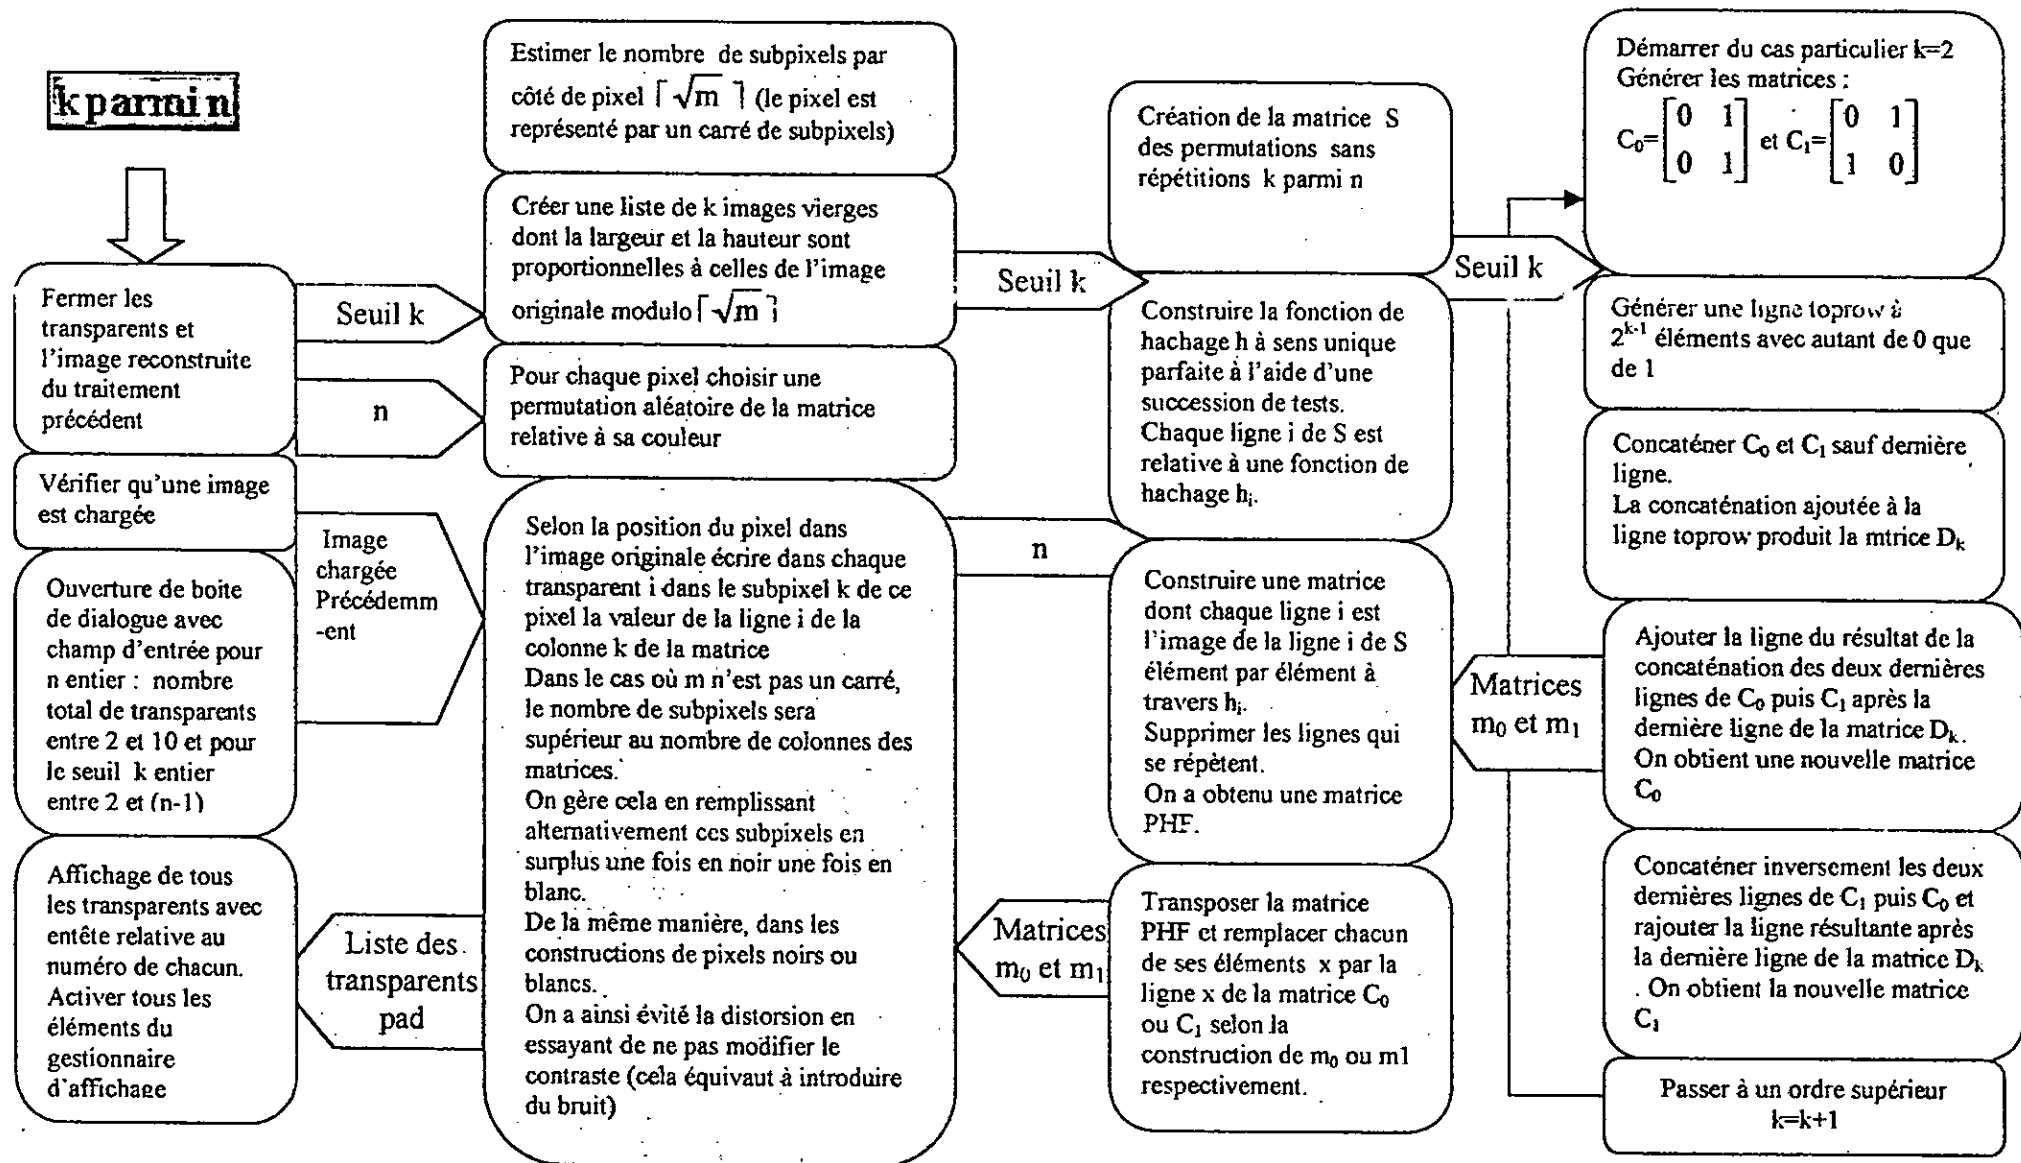 k parmi n
Fermer les
transparents et
l'image reconstruite
du traitement
précédent
Vérifier qu'une image
est chargée
Ouverture de boite
de dialogue avec
champ d'entrée pour
n entier : nombre
total de transparents
entre 2 et 10 et pour
le seuil k entier
entre 2 et (n-1)
Affichage de tous
les transparents avec
entête relative au
numéro de chacun.
Activer tous les
éléments du
gestionnaire
d'affichage
Seuil k
n
Image
chargée
Précédemm
-ent
Liste des
transparents
pad
Estimer le nombre de subpixels par
côté de pixel ⌈√m⌉ (le pixel est
représenté par un carré de subpixels)
Créer une liste de k images vierges
dont la largeur et la hauteur sont
proportionnelles à celles de l'image
originale modulo ⌈√m⌉
Pour chaque pixel choisir une
permutation aléatoire de la matrice
relative à sa couleur
Selon la position du pixel dans
l'image originale écrire dans chaque
transparent i dans le subpixel k de ce
pixel la valeur de la ligne i de la
colonne k de la matrice
Dans le cas où m n'est pas un carré,
le nombre de subpixels sera
supérieur au nombre de colonnes des
matrices.
On gère cela en remplissant
alternativement ces subpixels en
surplus une fois en noir une fois en
blanc.
De la même manière, dans les
constructions de pixels noirs ou
blancs.
On a ainsi évité la distorsion en
essayant de ne pas modifier le
contraste (cela équivaut à introduire
du bruit)
Seuil k
n
Matrices
m₀ et m₁
Création de la matrice S
des permutations sans
répétitions k parmi n
Construire la fonction de
hachage h à sens unique
parfaite à l'aide d'une
succession de tests.
Chaque ligne i de S est
relative à une fonction de
hachage hᵢ.
Construire une matrice
dont chaque ligne i est
l'image de la ligne i de S
élément par élément à
travers hᵢ.
Supprimer les lignes qui
se répètent.
On a obtenu une matrice
PHF.
Transposer la matrice
PHF et remplacer chacun
de ses éléments x par la
ligne x de la matrice C₀
ou C₁ selon la
construction de m₀ ou m1
respectivement.
Seuil k
Matrices
m₀ et m₁
Démarrer du cas particulier k=2
Générer les matrices :
C₀=[0 1; 0 1] et C₁=[0 1; 1 0]
Générer une ligne toprow à
2ᵏ⁻¹ éléments avec autant de 0 que
de 1
Concaténer C₀ et C₁ sauf dernière
ligne.
La concaténation ajoutée à la
ligne toprow produit la mtrice Dₖ
Ajouter la ligne du résultat de la
concaténation des deux dernières
lignes de C₀ puis C₁ après la
dernière ligne de la matrice Dₖ.
On obtient une nouvelle matrice
C₀
Concaténer inversement les deux
dernières lignes de C₁ puis C₀ et
rajouter la ligne résultante après
la dernière ligne de la matrice Dₖ
. On obtient la nouvelle matrice
C₁
Passer à un ordre supérieur
k=k+1